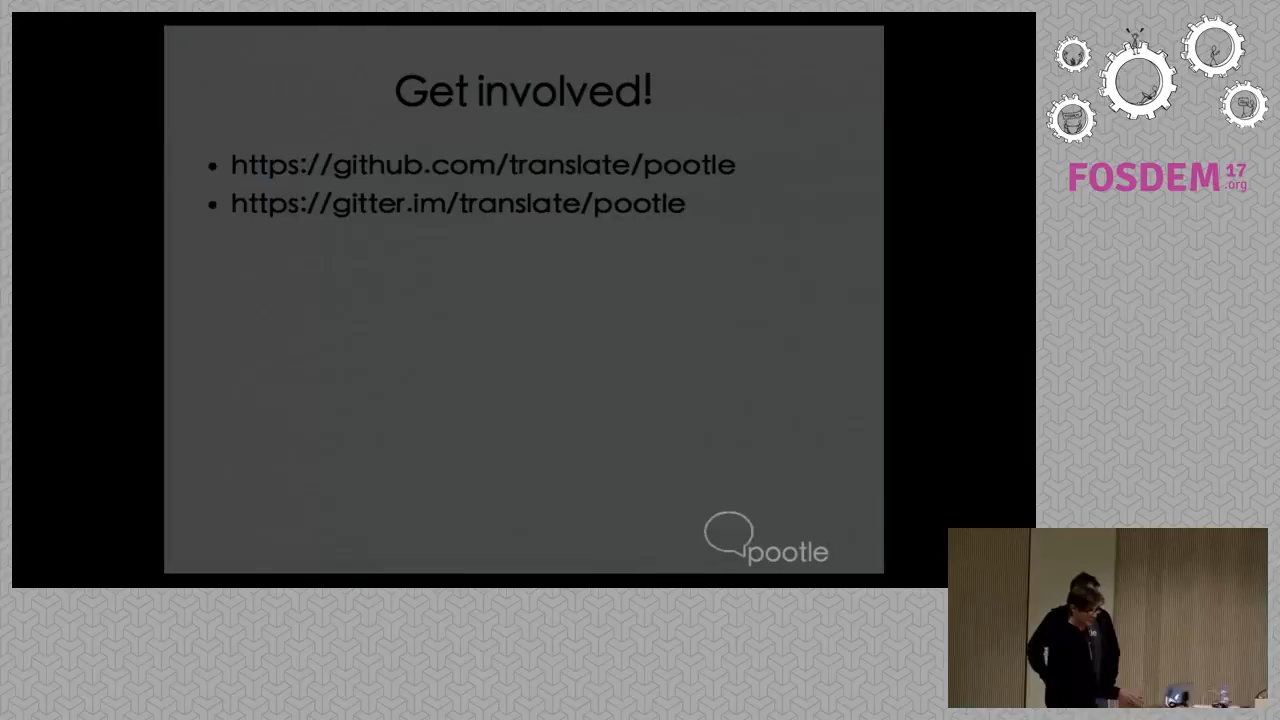 Get involved!
• https://github.com/translate/pootle
• https://gitter.im/translate/pootle
pootle
FOSDEM 17
.org